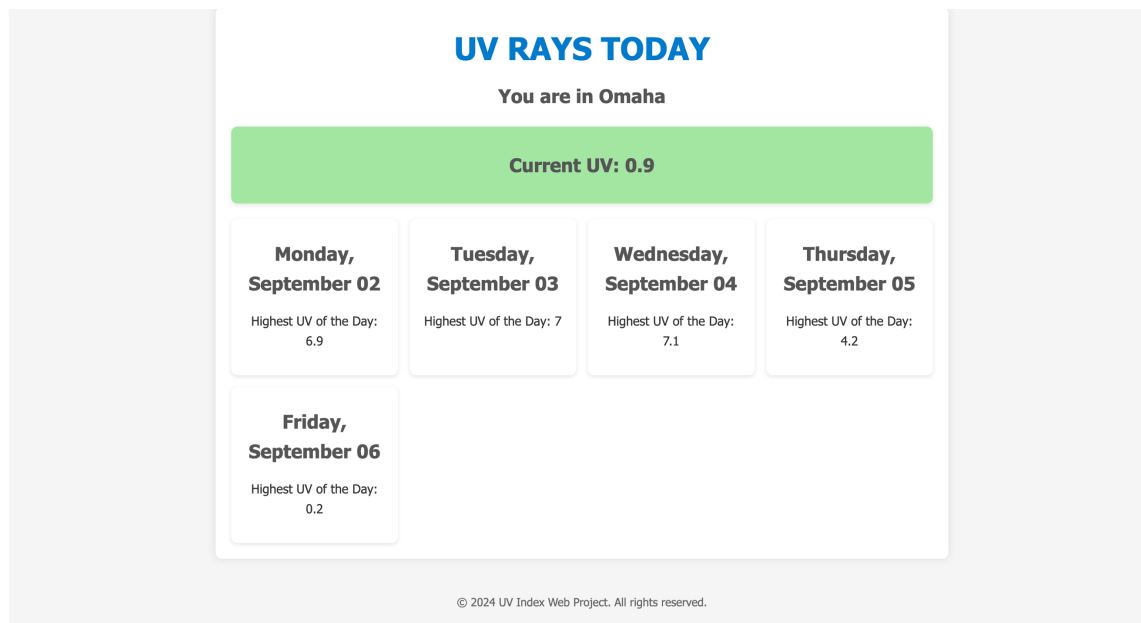 UV RAYS TODAY
You are in Omaha
Current UV: 0.9
Monday,
September 02
Highest UV of the Day:
6.9
Tuesday,
September 03
Highest UV of the Day: 7
Wednesday,
September 04
Highest UV of the Day:
7.1
Thursday,
September 05
Highest UV of the Day:
4.2
Friday,
September 06
Highest UV of the Day:
0.2
© 2024 UV Index Web Project. All rights reserved.